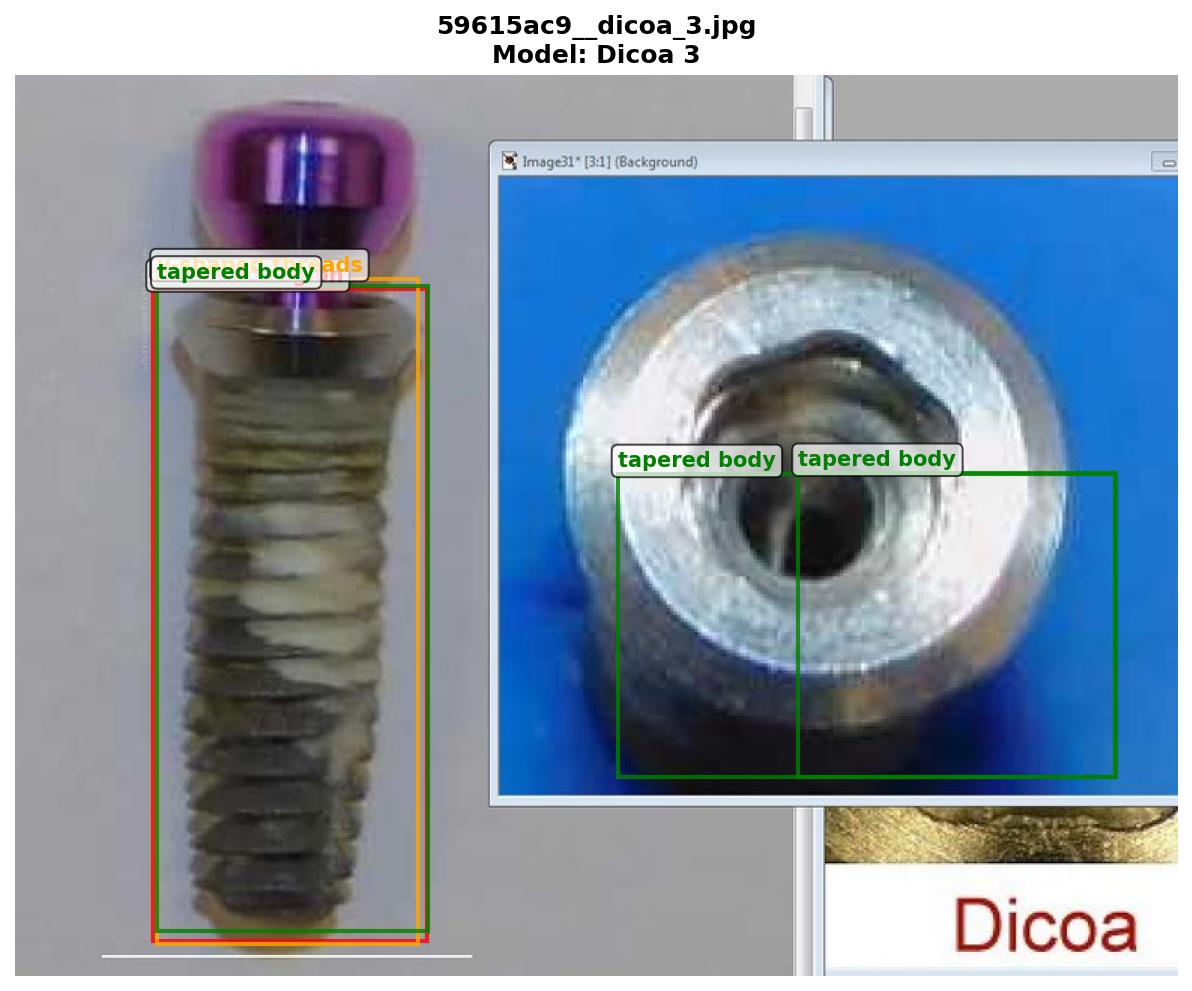 59615ac9__dicoa_3.jpg
Model: Dicoa 3
Image31* [3:1] (Background)
tapered body
tapered body
tapered body
Dicoa